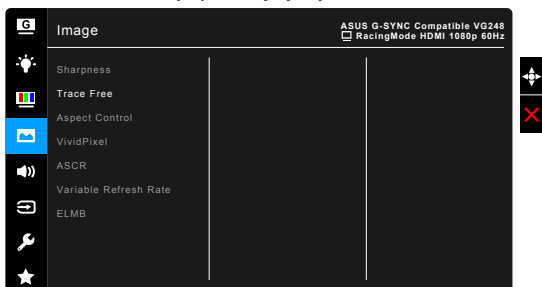 G
Image
ASUS G-SYNC Compatible VG248
RacingMode HDMI 1080p 60Hz
Sharpness
Trace Free
Aspect Control
VividPixel
ASCR
Variable Refresh Rate
ELMB